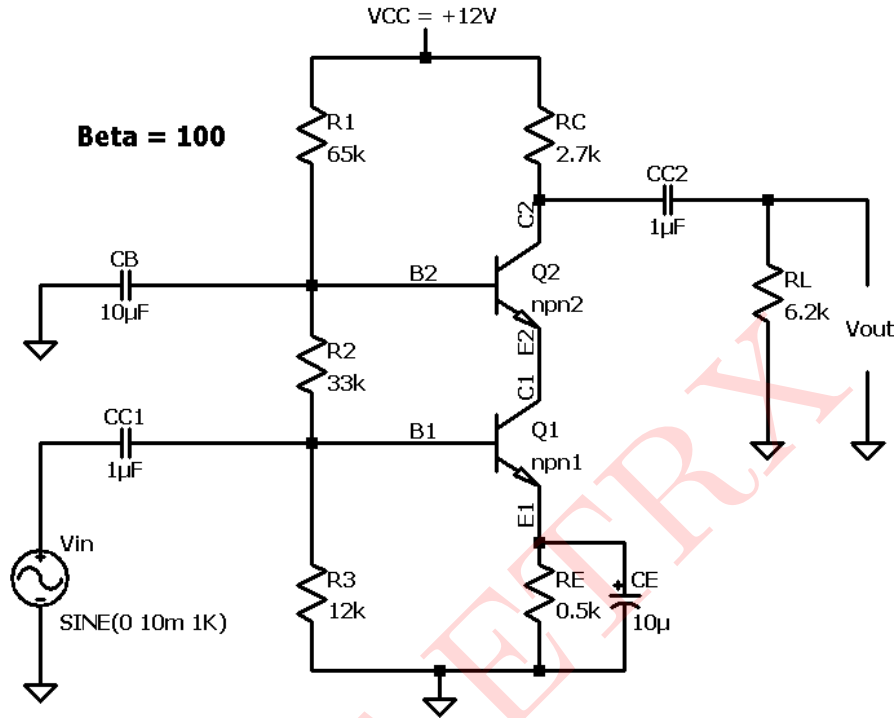 VCC = +12V
Beta = 100
R1
65k
RC
2.7k
CC2
1µF
C2
CB
10µF
B2
Q2
npn2
E2
RL
6.2k
Vout
R2
33k
C1
CC1
1µF
B1
Q1
npn1
E1
Vin
SINE(0 10m 1K)
R3
12k
RE
0.5k
CE
10µ
ETRX